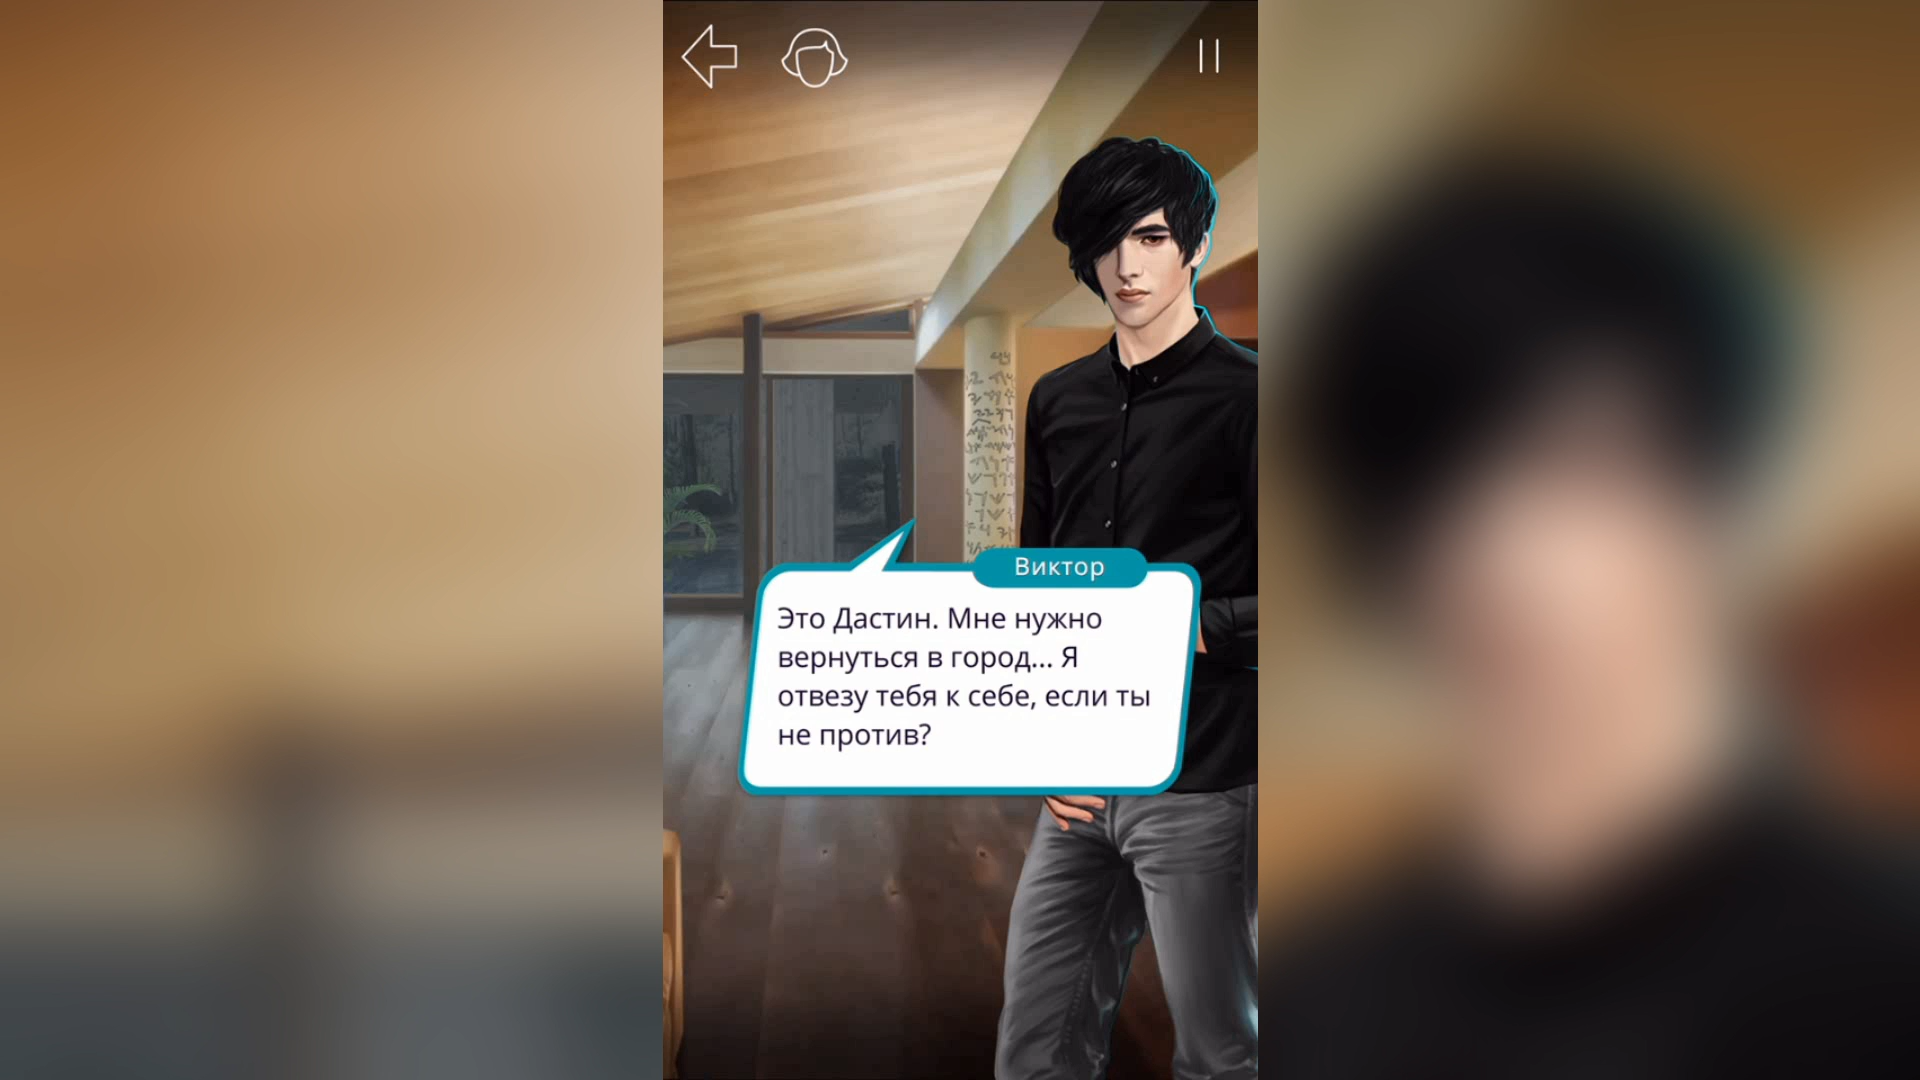 Виктор
Это Дастин. Мне нужно
вернуться в город... Я
отвезу тебя к себе, если ты
не против?